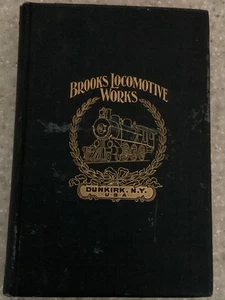 BROOKS LOCOMOTIVE
WORKS
DUNKIRK, N.Y.
U.S.A.